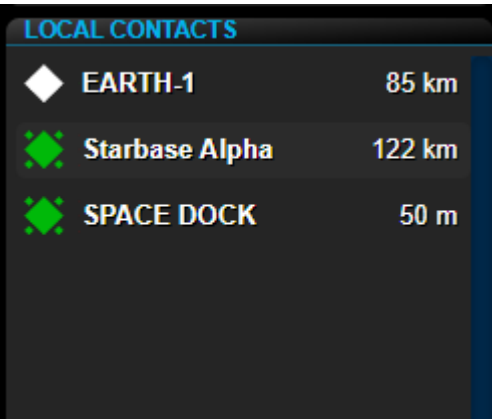 LOCAL CONTACTS
EARTH-1 85 km
Starbase Alpha 122 km
SPACE DOCK 50 m